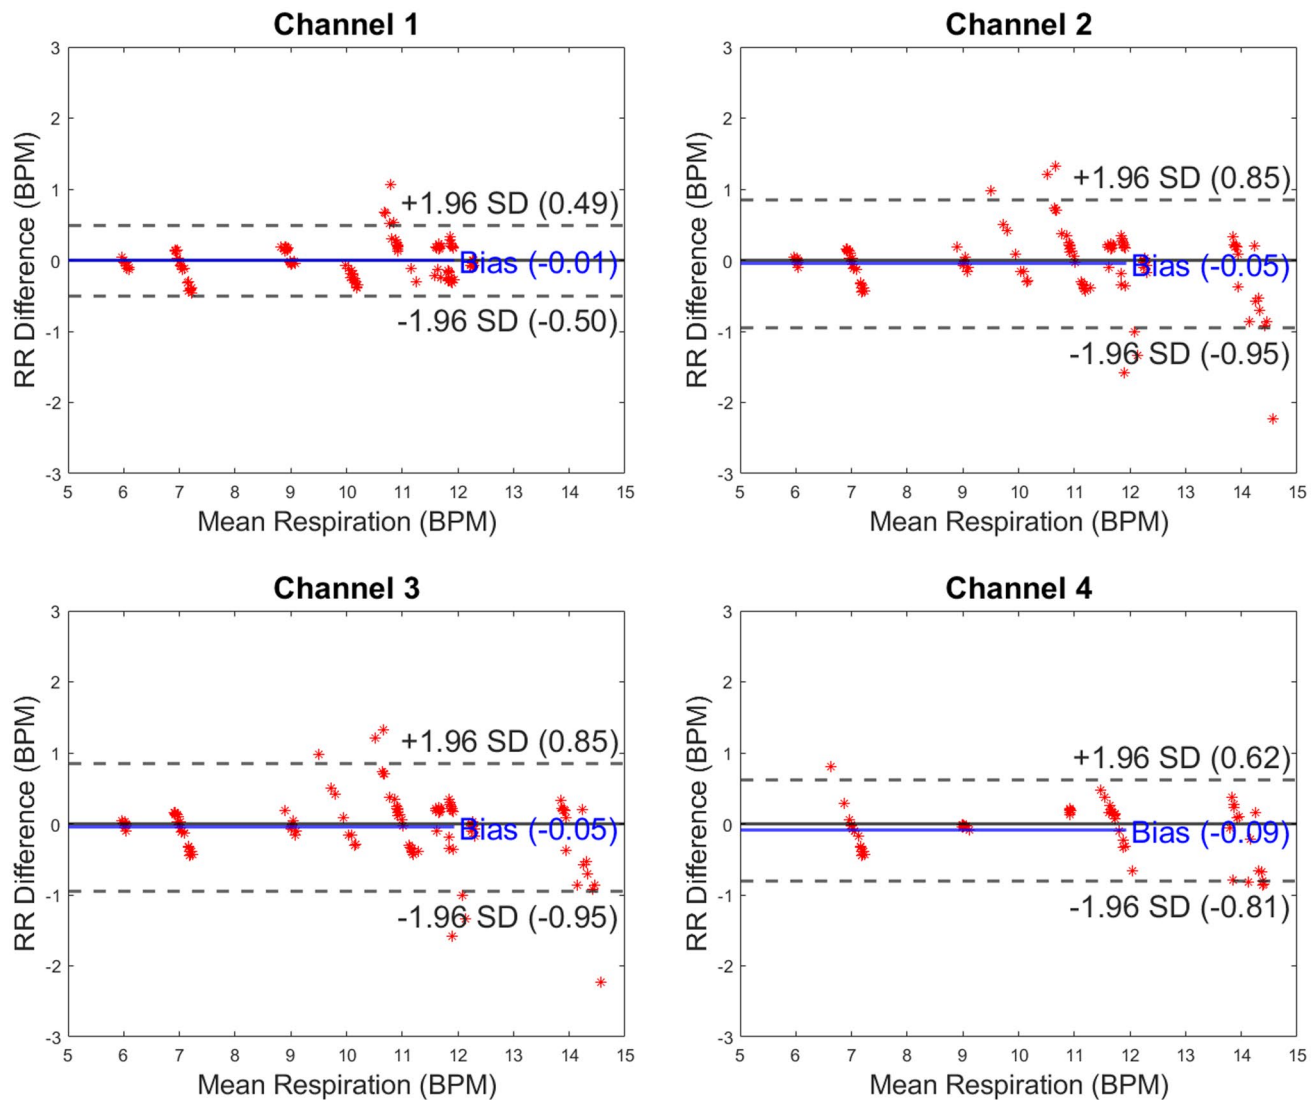 Channel 1
3
2
1
0
-1
-2
-3
RR Difference (BPM)
+1.96 SD (0.49)
Bias (-0.01)
-1.96 SD (-0.50)
5 6 7 8 9 10 11 12 13 14 15
Mean Respiration (BPM)
Channel 2
3
2
1
0
-1
-2
-3
RR Difference (BPM)
+1.96 SD (0.85)
Bias (-0.05)
-1.96 SD (-0.95)
5 6 7 8 9 10 11 12 13 14 15
Mean Respiration (BPM)
Channel 3
3
2
1
0
-1
-2
-3
RR Difference (BPM)
+1.96 SD (0.85)
Bias (-0.05)
-1.96 SD (-0.95)
5 6 7 8 9 10 11 12 13 14 15
Mean Respiration (BPM)
Channel 4
3
2
1
0
-1
-2
-3
RR Difference (BPM)
+1.96 SD (0.62)
Bias (-0.09)
-1.96 SD (-0.81)
5 6 7 8 9 10 11 12 13 14 15
Mean Respiration (BPM)